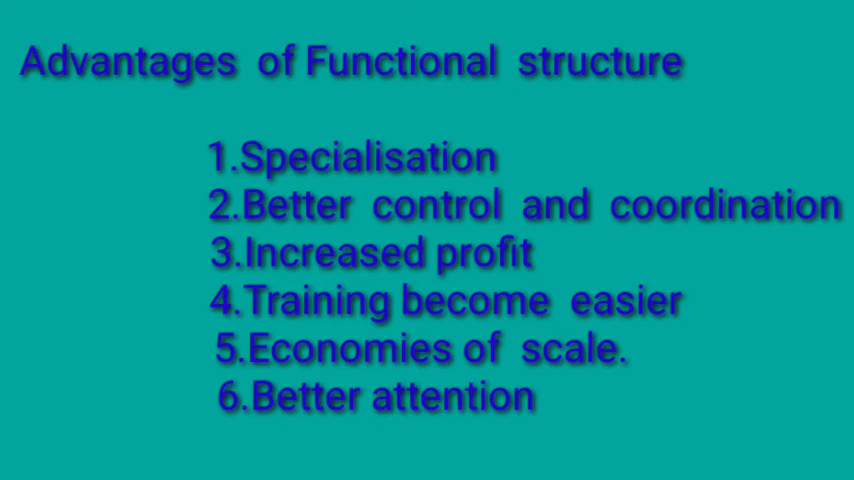 Advantages of Functional structure
1.Specialisation
2.Better control and coordination
3.Increased profit
4.Training become easier
5.Economies of scale.
6.Better attention